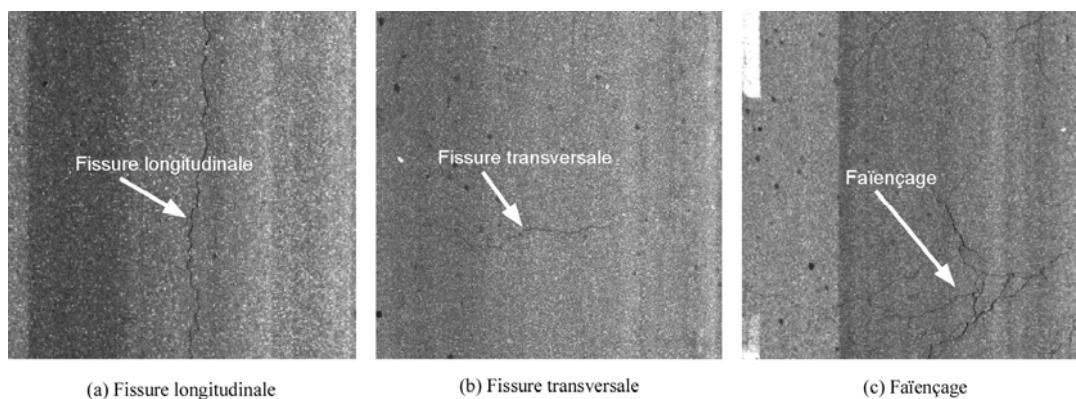 Fissure longitudinale
Fissure transversale
Faïençage
(a) Fissure longitudinale
(b) Fissure transversale
(c) Faïençage